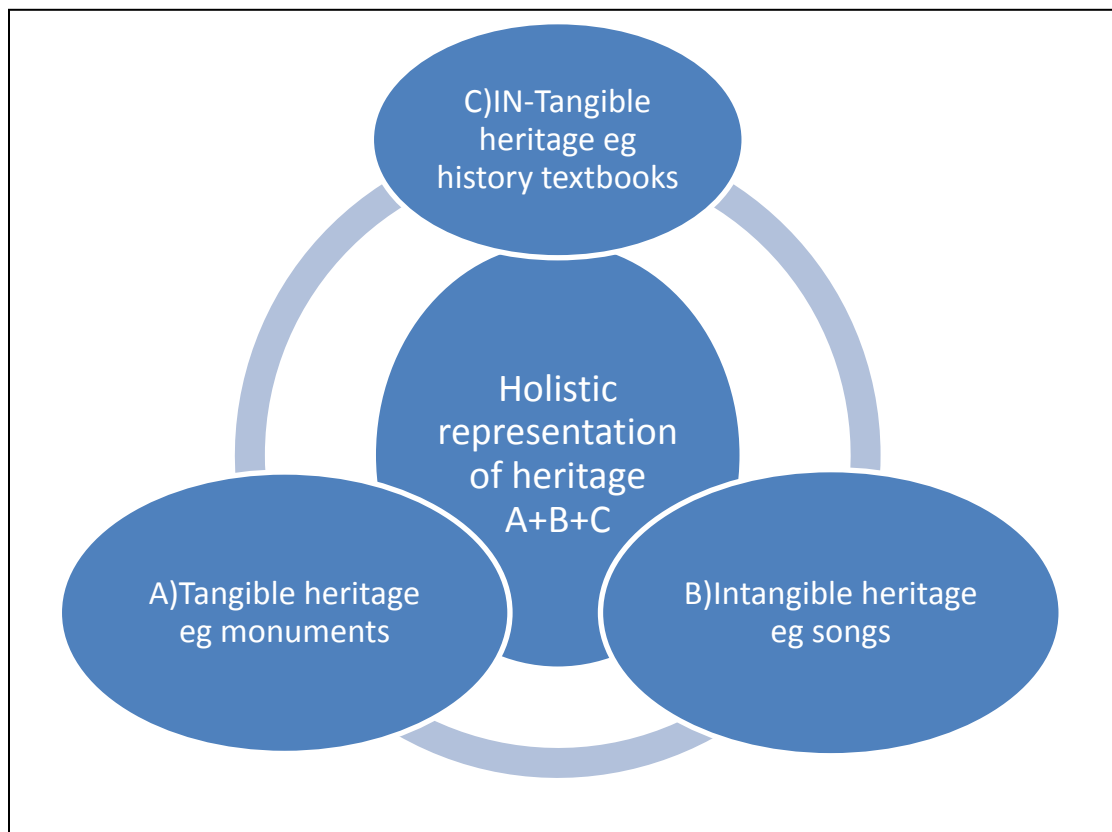 C)IN-Tangible
heritage eg
history textbooks
Holistic
representation
of heritage
A+B+C
A)Tangible heritage
eg monuments
B)Intangible heritage
eg songs